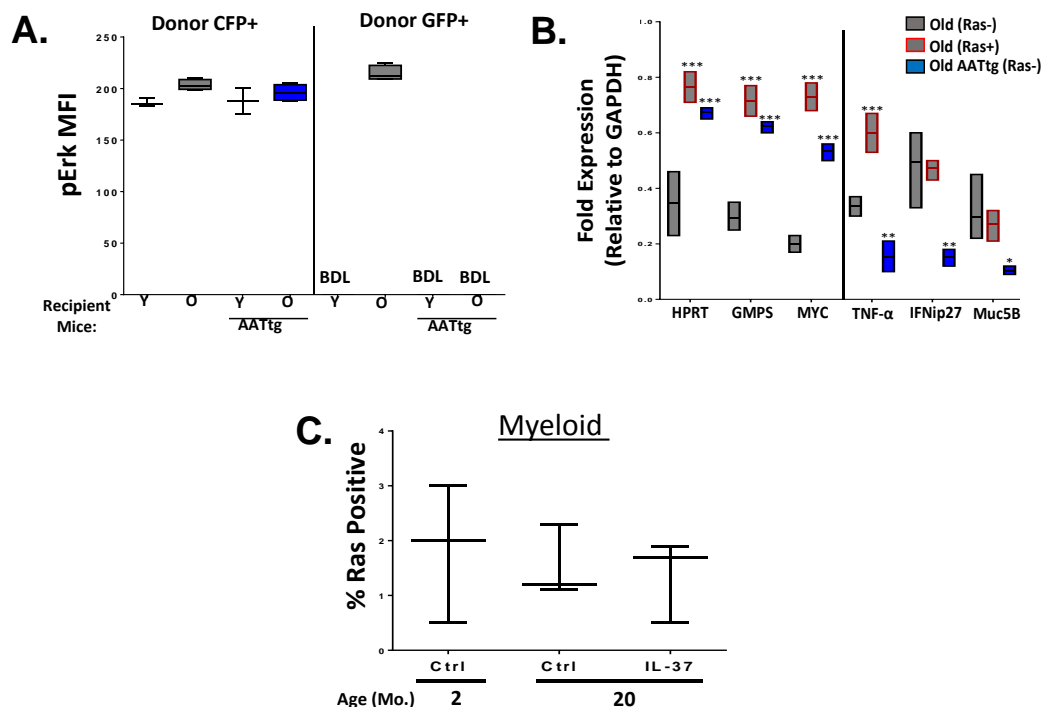 A.
Donor CFP+
Donor GFP+
pErk MFI
250
200
150
100
50
0
BDL
BDL
BDL
Recipient Mice:
Y
O
Y
O
Y
O
Y
O
AATtg
AATtg
B.
Old (Ras-)
Old (Ras+)
Old AATtg (Ras-)
Fold Expression
(Relative to GAPDH)
1.0
0.8
0.6
0.4
0.2
0.0
***
***
***
***
***
***
***
**
**
*
HPRT
GMPS
MYC
TNF-α
IFNip27
Muc5B
C.
Myeloid
% Ras Positive
4
3
2
1
0
Ctrl
Ctrl
IL-37
Age (Mo.)
2
20